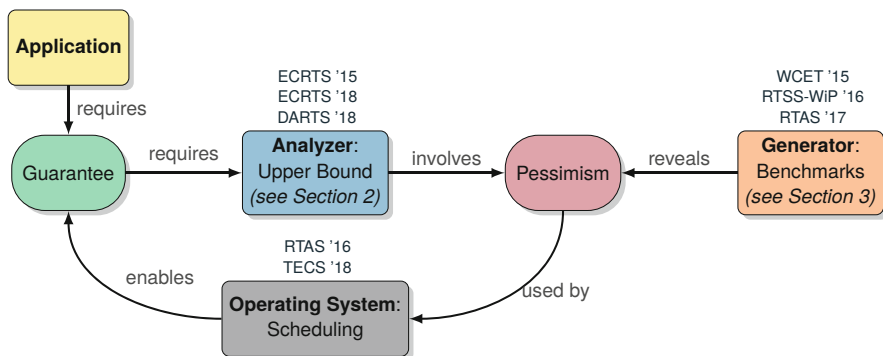 Application
requires
Guarantee
requires
ECRTS '15
ECRTS '18
DARTS '18
Analyzer:
Upper Bound
(see Section 2)
involves
Pessimism
reveals
WCET '15
RTSS-WiP '16
RTAS '17
Generator:
Benchmarks
(see Section 3)
used by
RTAS '16
TECS '18
Operating System:
Scheduling
enables